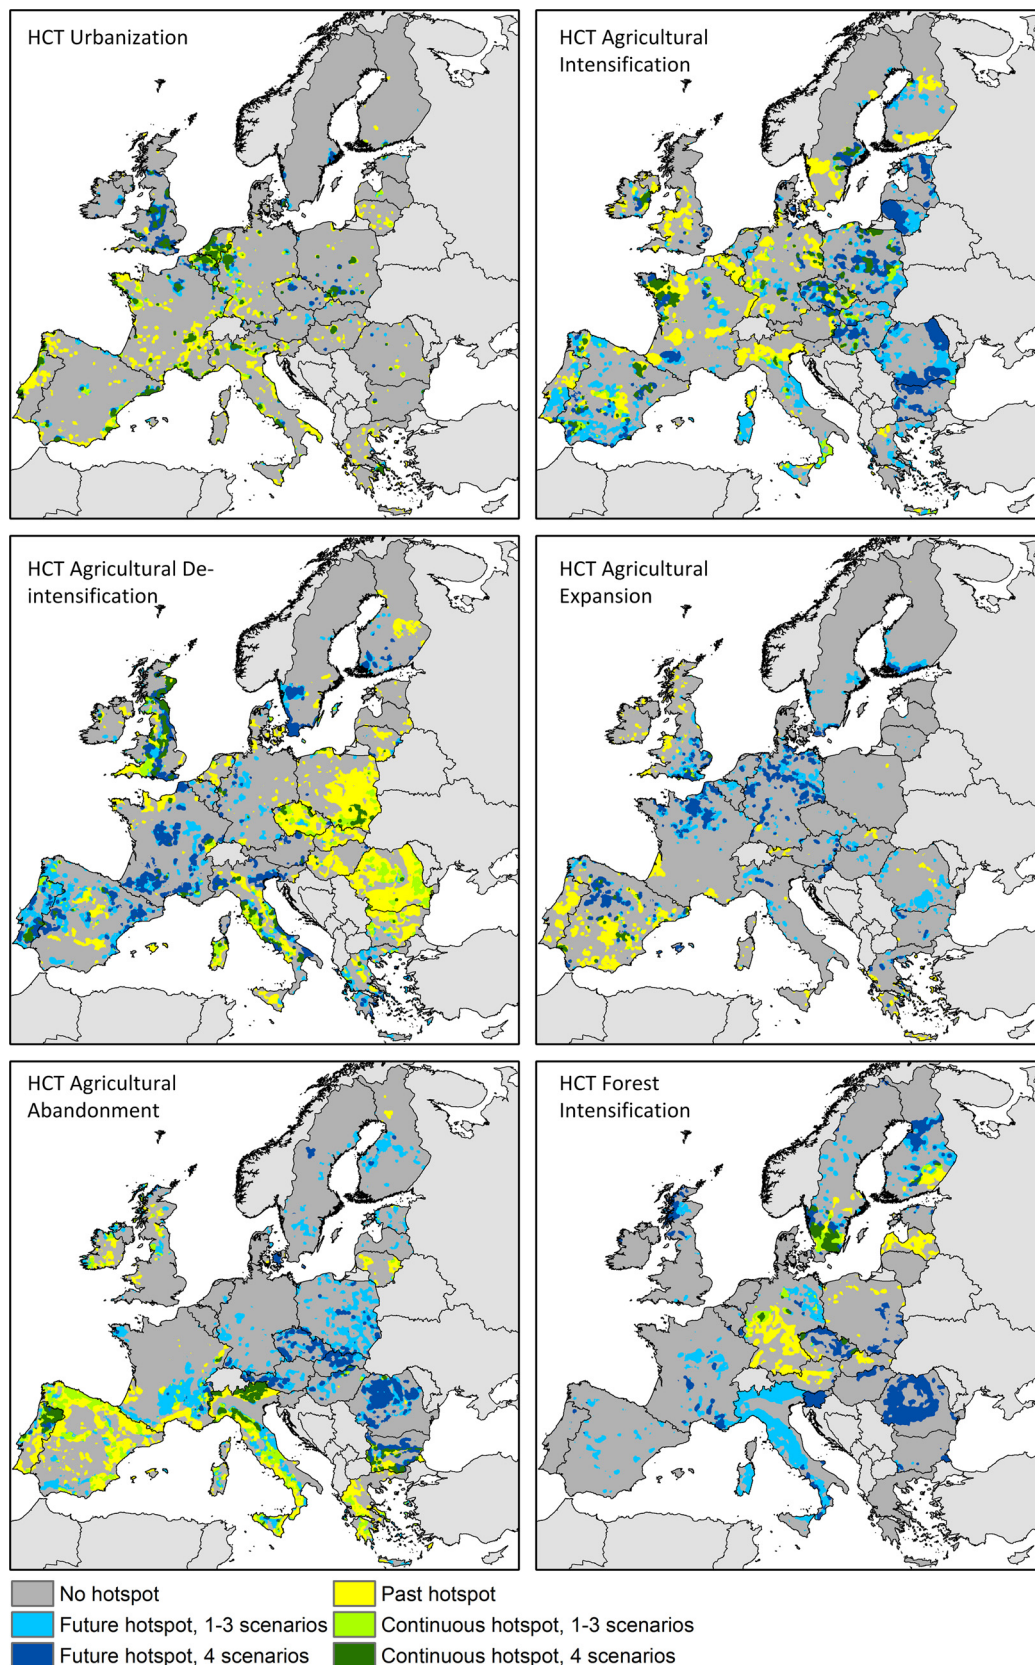 HCT Urbanization
HCT Agricultural
Intensification
HCT Agricultural De-
intensification
HCT Agricultural
Expansion
HCT Agricultural
Abandonment
HCT Forest
Intensification
No hotspot
Past hotspot
Future hotspot, 1-3 scenarios
Continuous hotspot, 1-3 scenarios
Future hotspot, 4 scenarios
Continuous hotspot, 4 scenarios